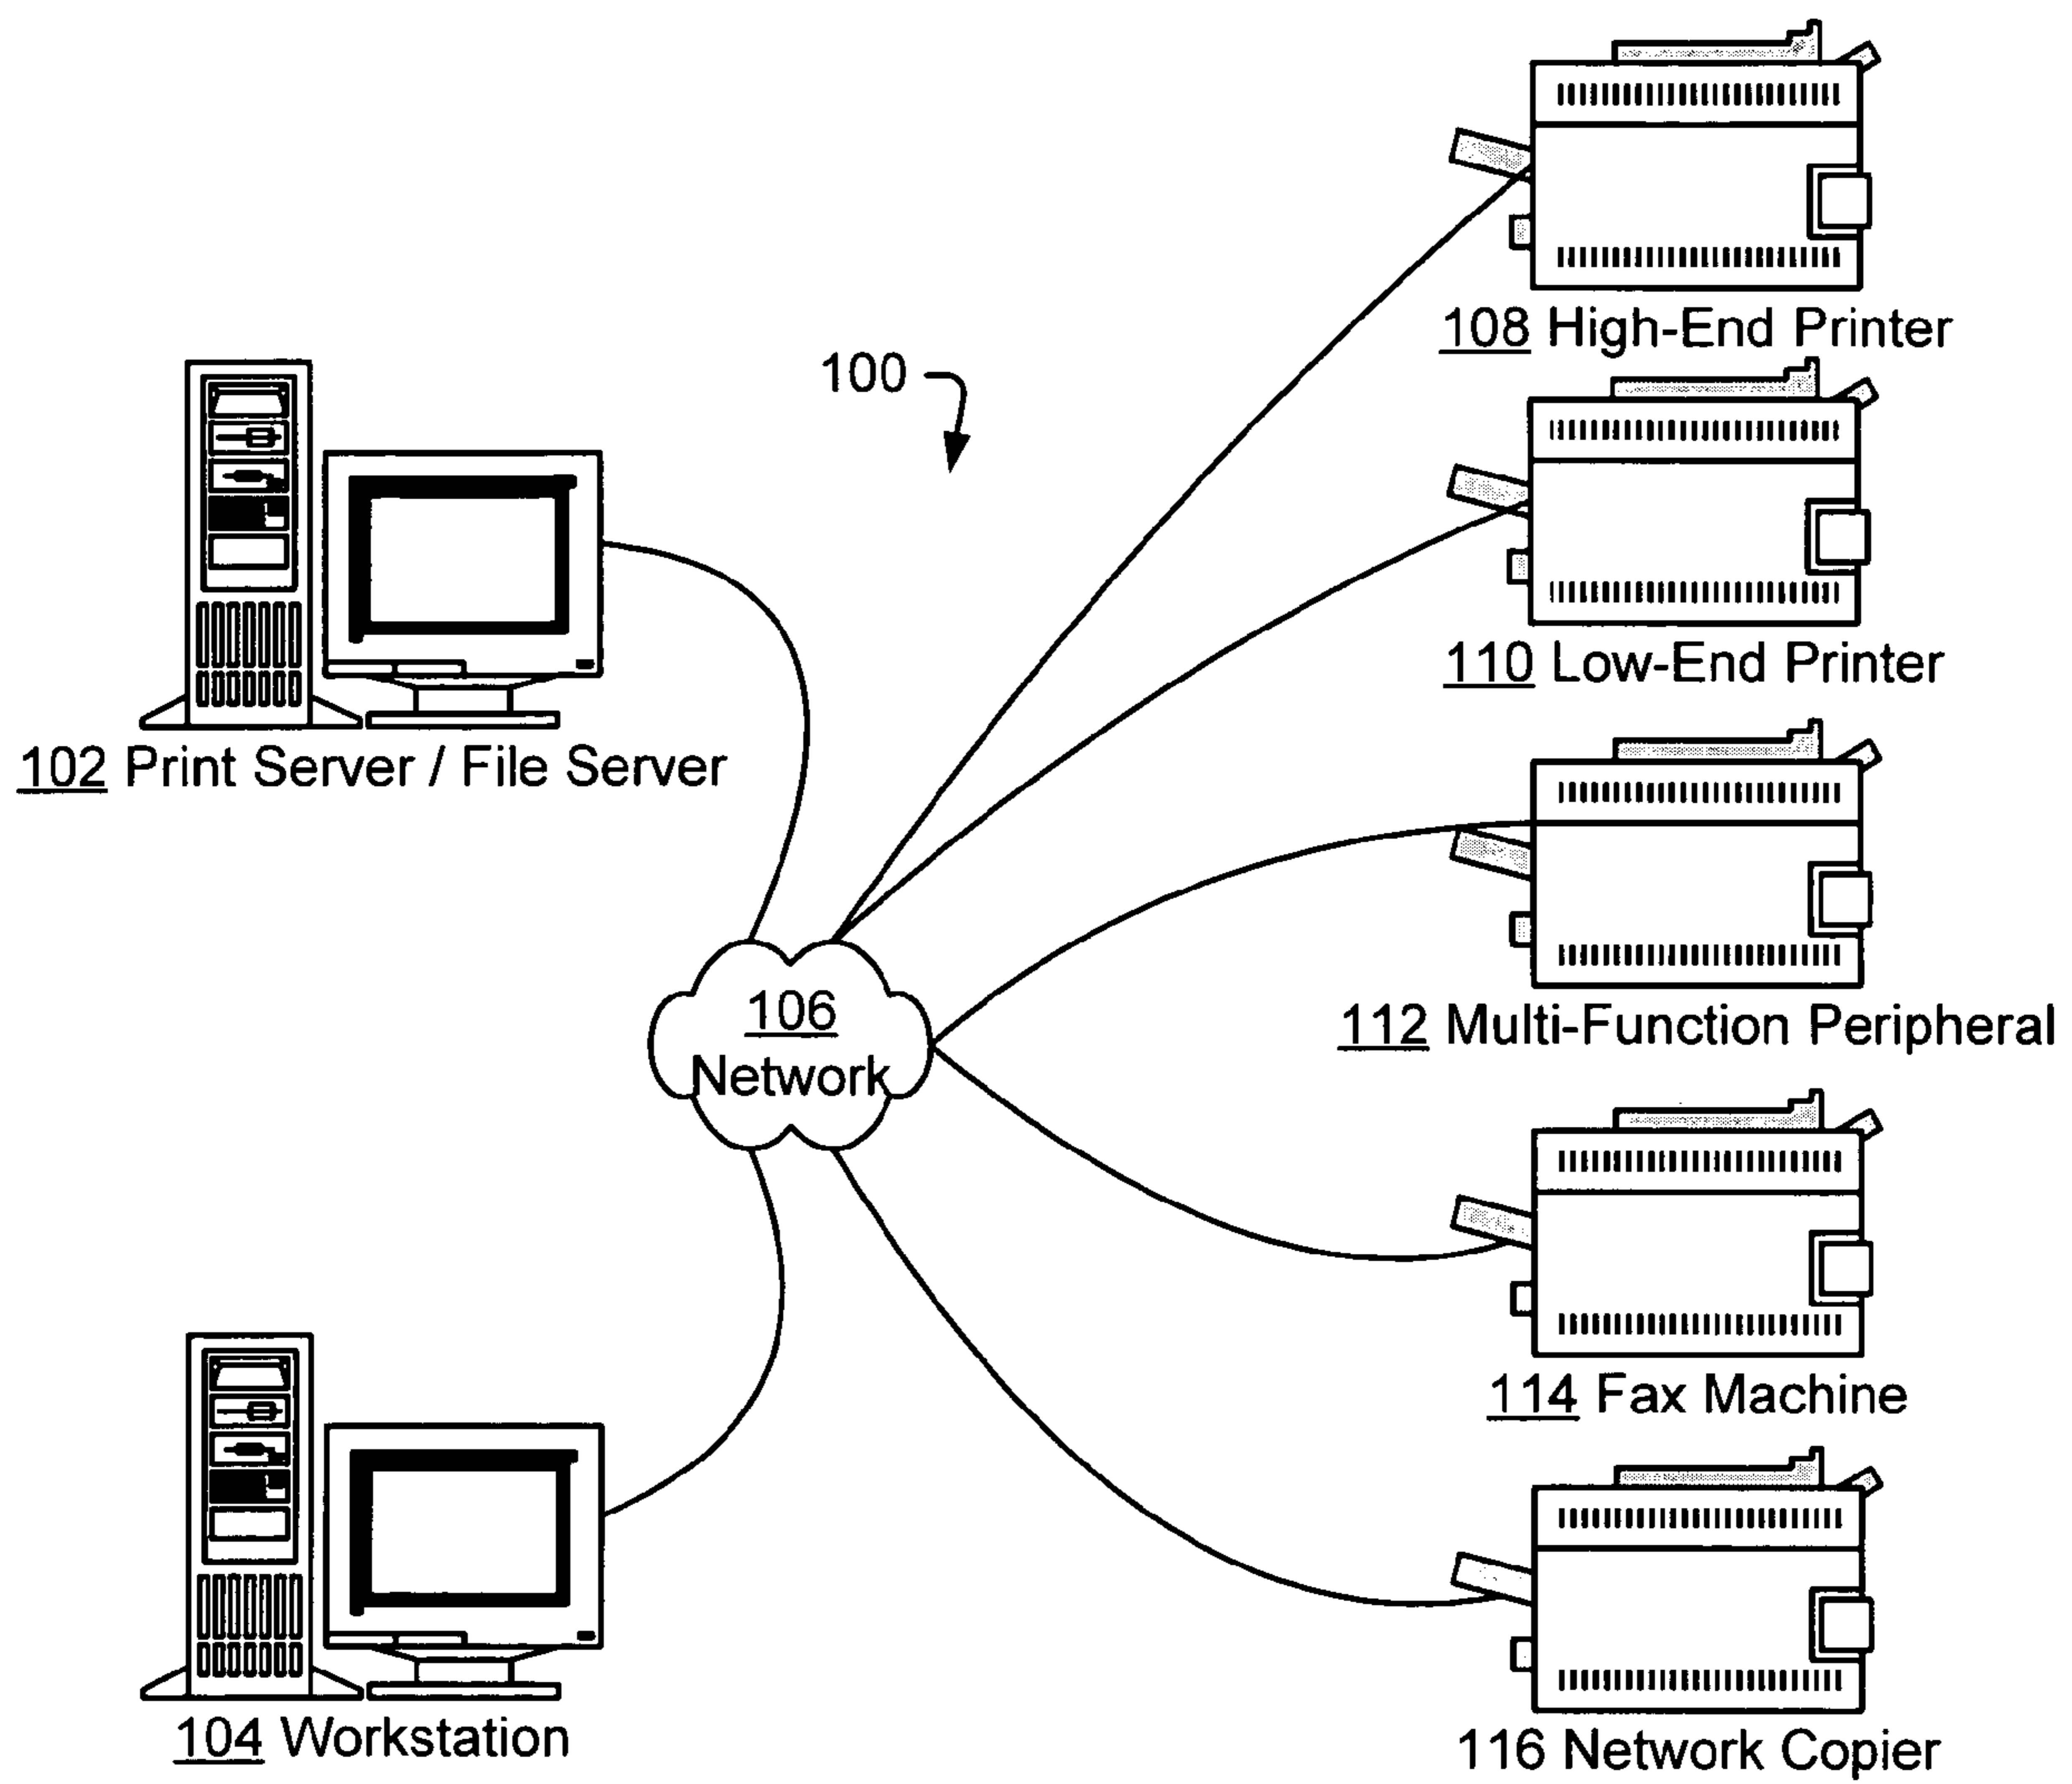 108 High-End Printer
100
110 Low-End Printer
102 Print Server / File Server
106
Network
112 Multi-Function Peripheral
114 Fax Machine
104 Workstation
116 Network Copier